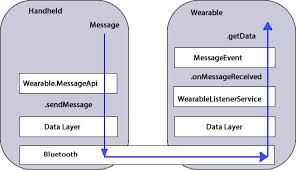 Handheld
Message
Wearable.MessageApi
.sendMessage
Data Layer
Bluetooth
Wearable
.getData
MessageEvent
.onMessageReceived
WearableListenerService
Data Layer